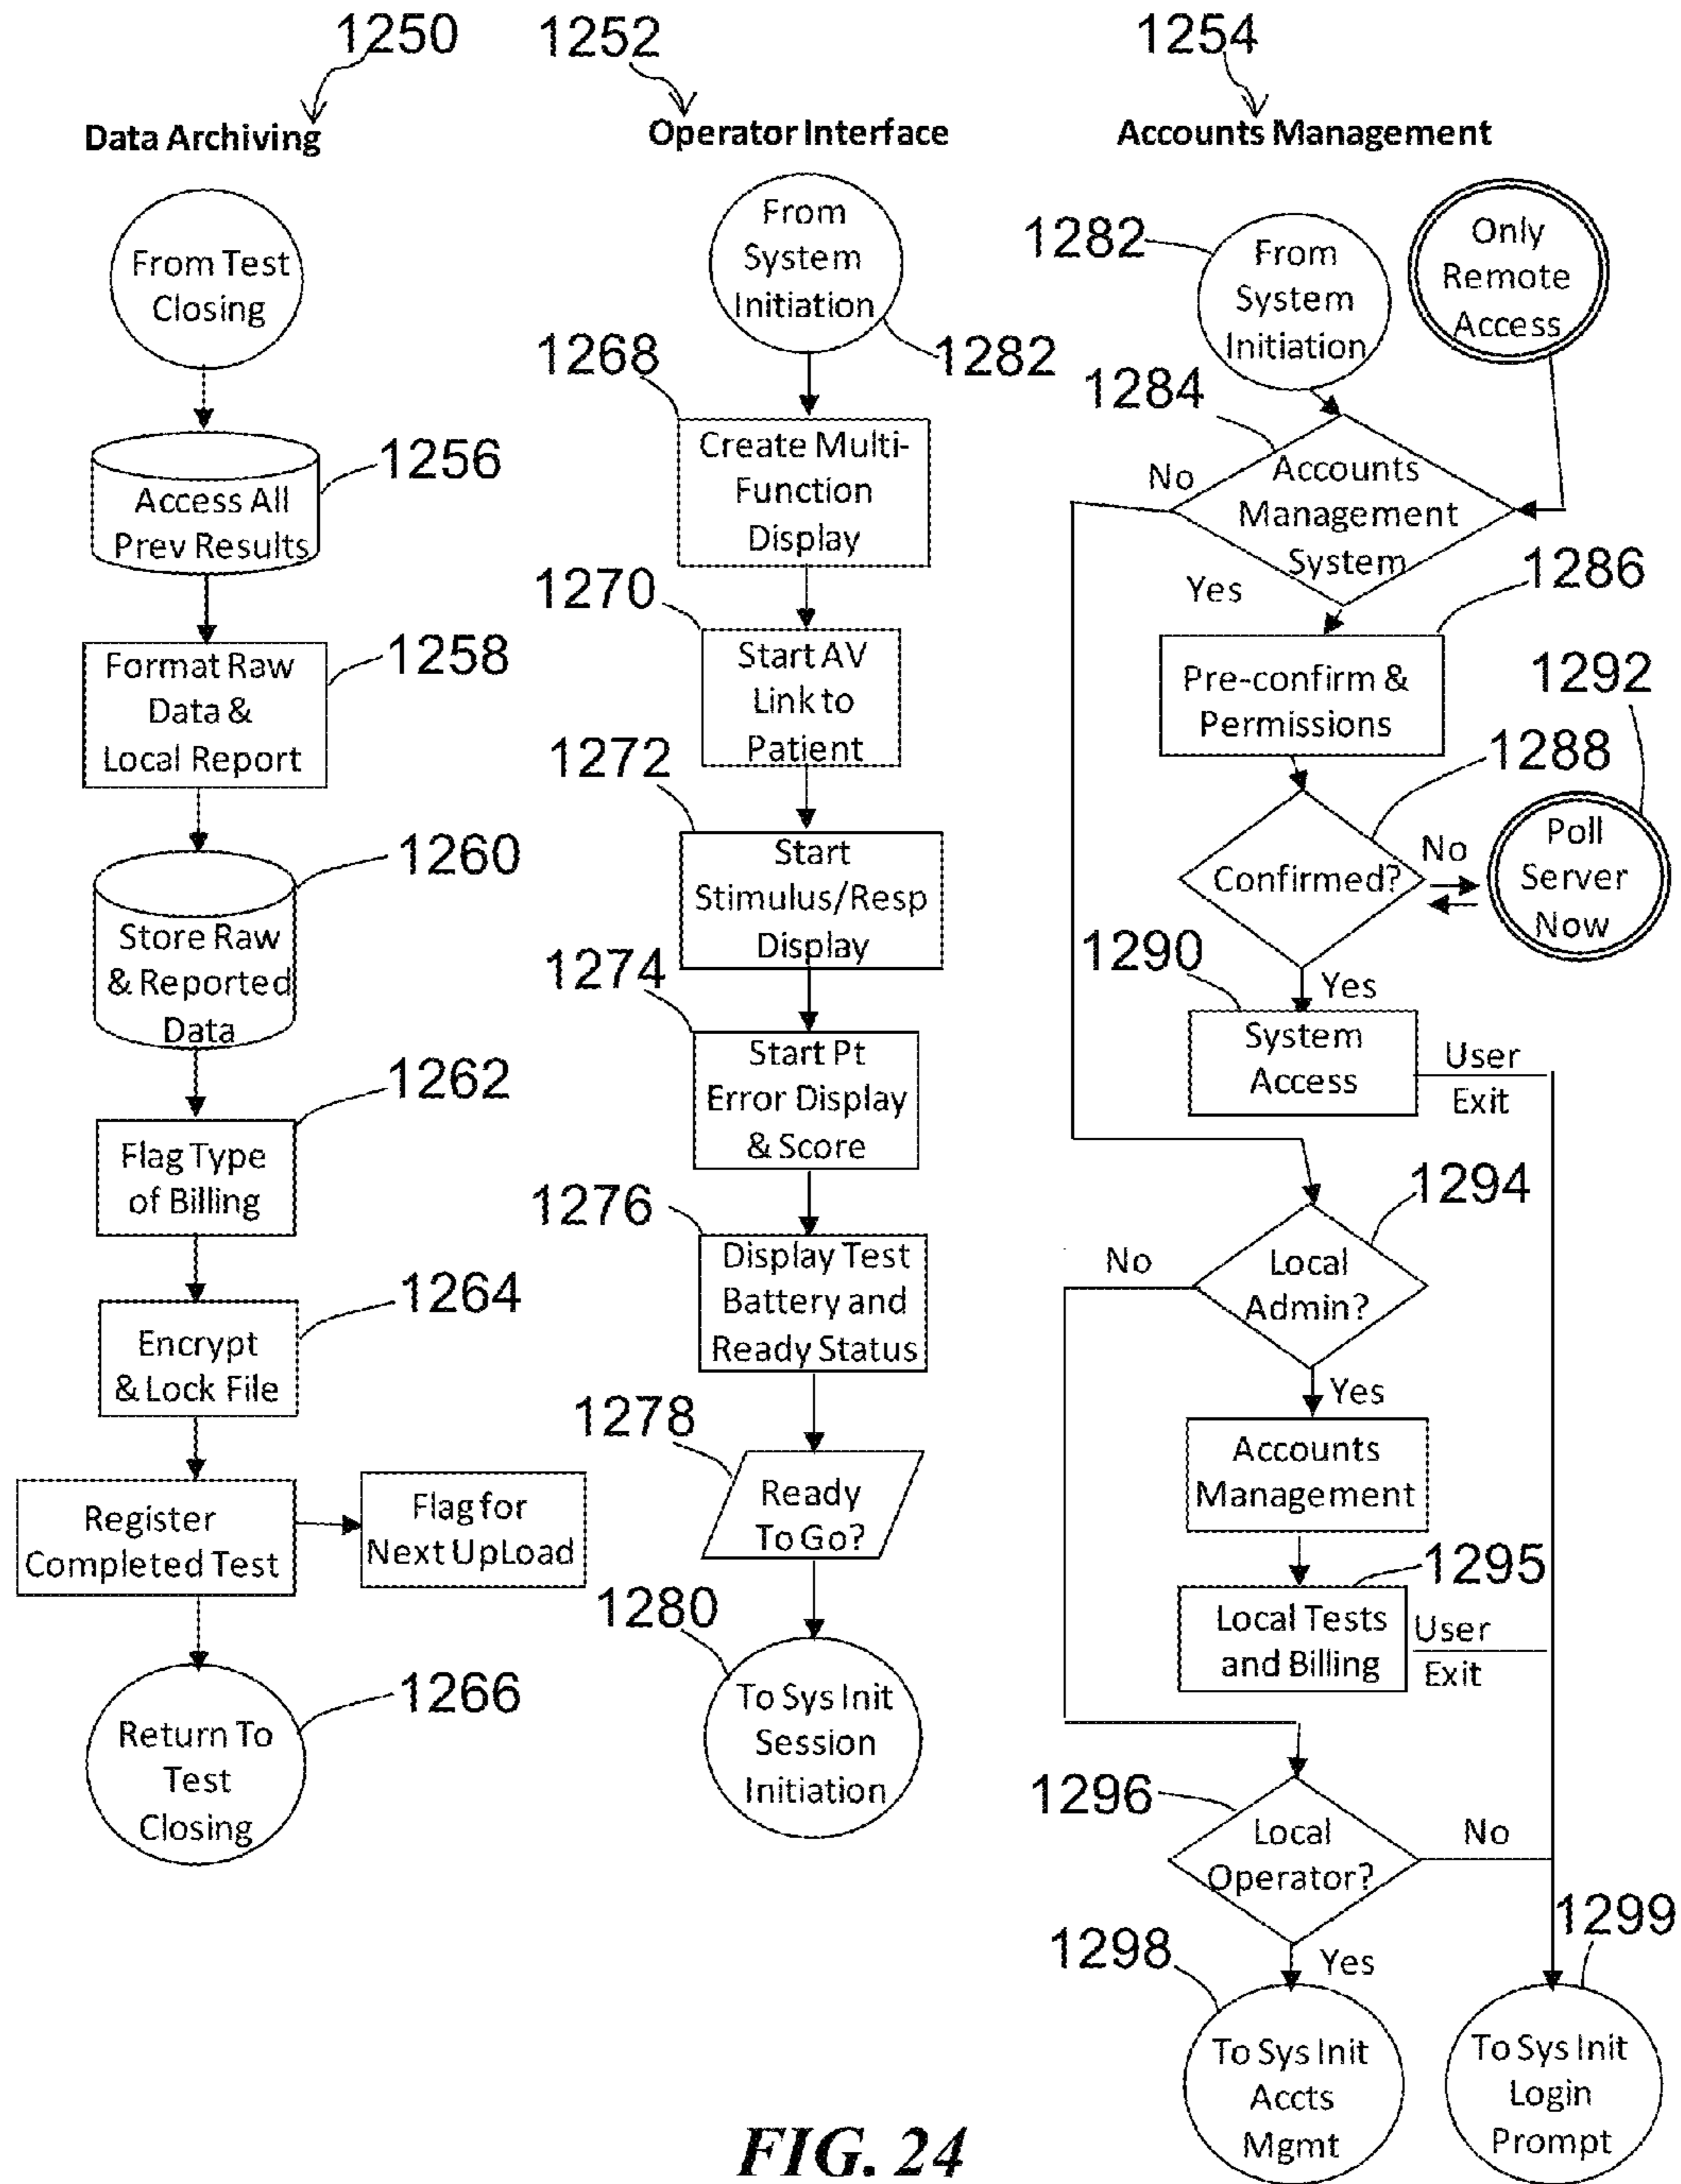 1250
Data Archiving
From Test
Closing
1256
Access All
Prev Results
1258
Format Raw
Data &
Local Report
1260
Store Raw
& Reported
Data
1262
Flag Type
of Billing
1264
Encrypt
& Lock File
Register
Completed Test
Flag for
Next UpLoad
1266
Return To
Test
Closing
1252
Operator Interface
From
System
Initiation
1282
1268
Create Multi-
Function
Display
1270
Start AV
Link to
Patient
1272
Start
Stimulus/Resp
Display
1274
Start Pt
Error Display
& Score
1276
Display Test
Battery and
Ready Status
1278
Ready
To Go?
1280
To Sys Init
Session
Initiation
1254
Accounts Management
1282
From
System
Initiation
Only
Remote
Access
1284
No
Accounts
Management
System
Yes
1286
Pre-confirm &
Permissions
1288
1292
Confirmed?
No
Poll
Server
Now
Yes
1290
System
Access
User
Exit
1294
No
Local
Admin?
Yes
Accounts
Management
1295
Local Tests
and Billing
User
Exit
1296
Local
Operator?
No
Yes
1298
To Sys Init
Accts
Mgmt
1299
To Sys Init
Login
Prompt
FIG. 24